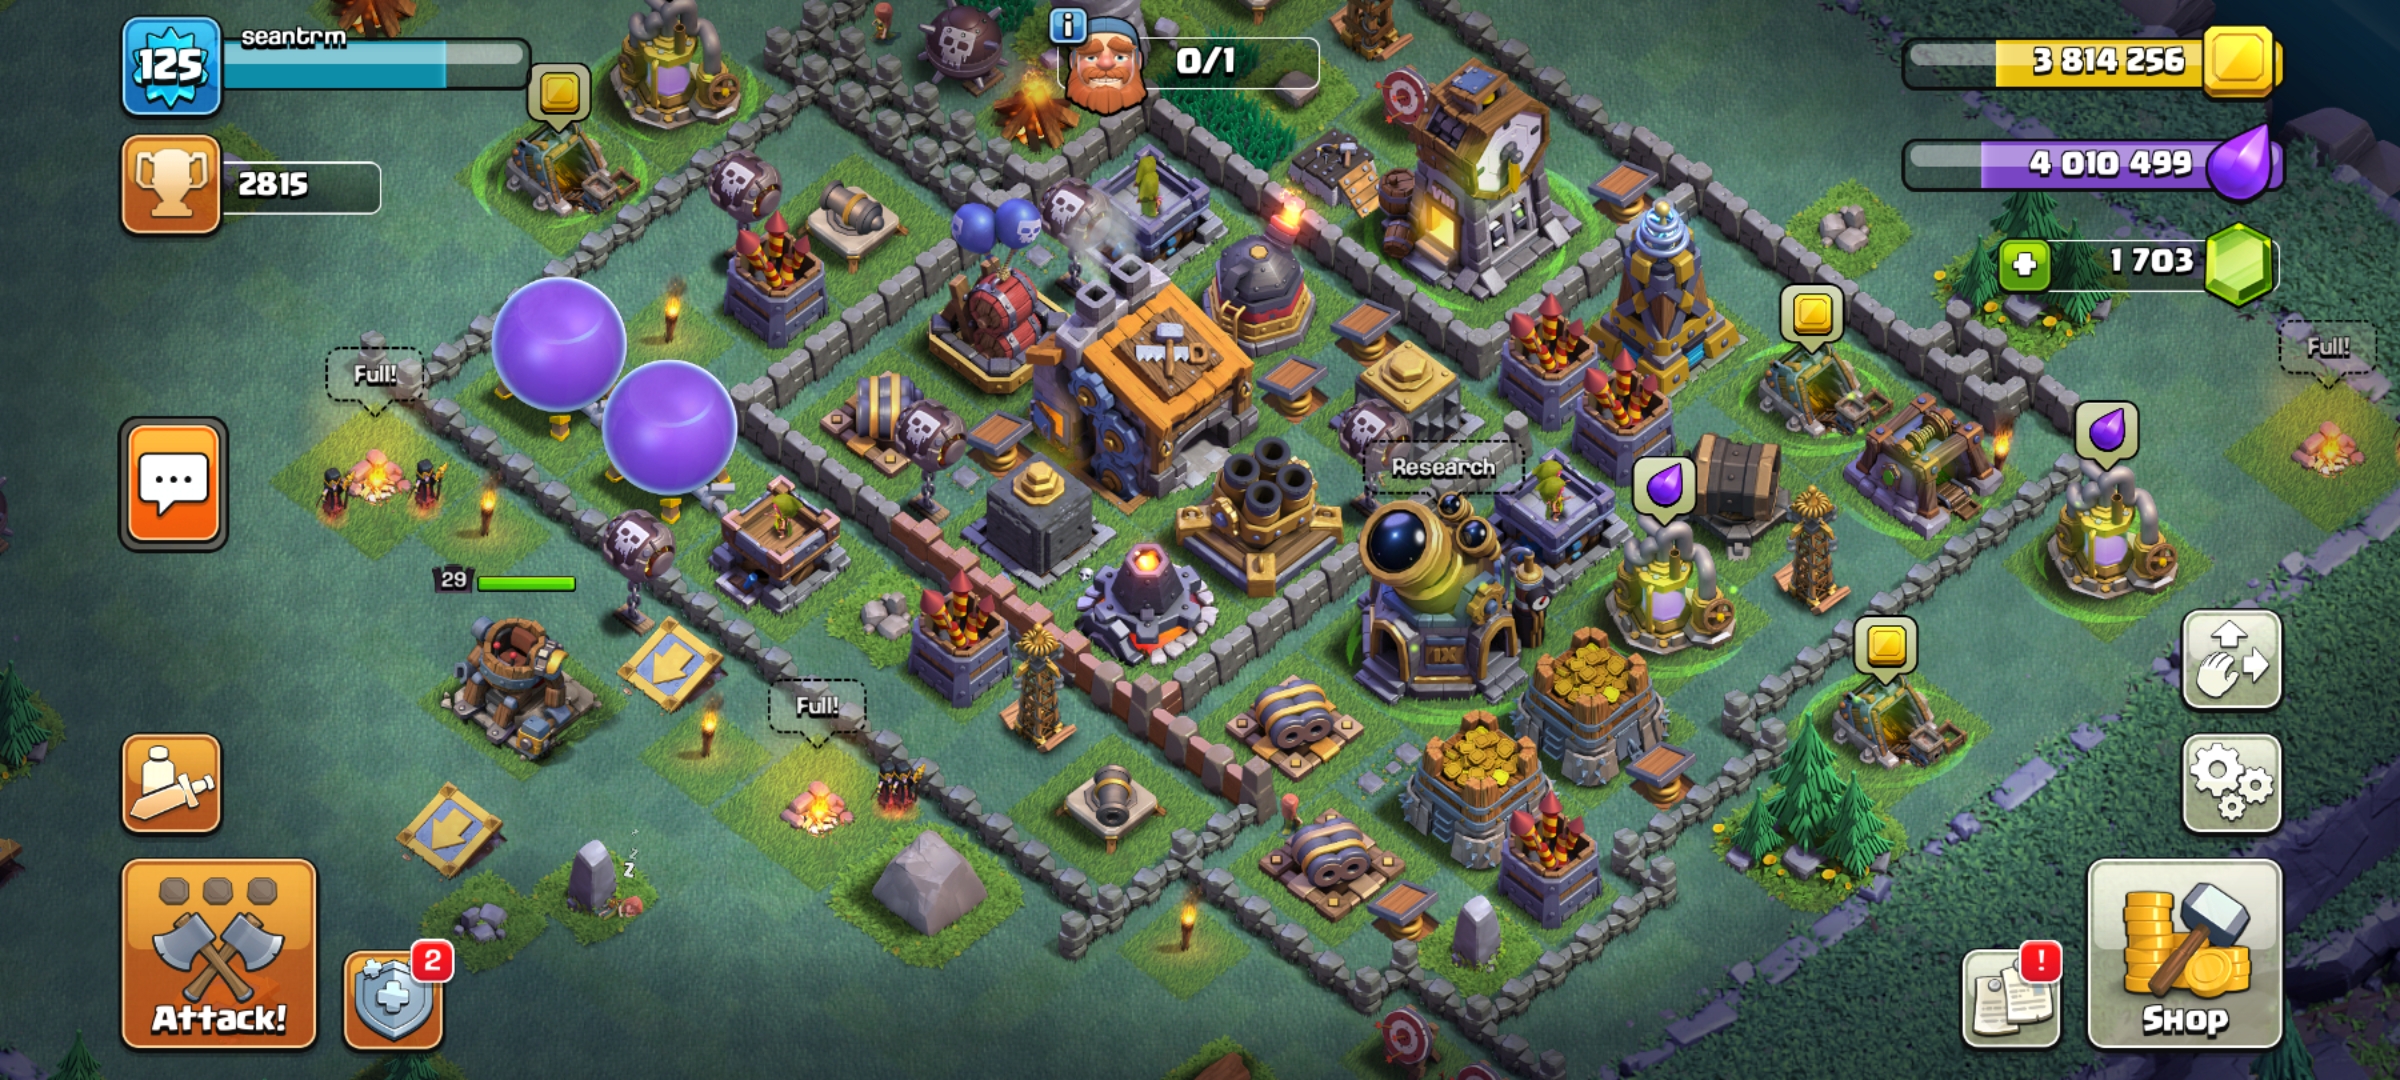 125
seantrm
0/1
3 814 256
2815
4 010 499
1 703
Full!
Full!
Research
29
IX
Full!
z
z
2
!
Attack!
Shop